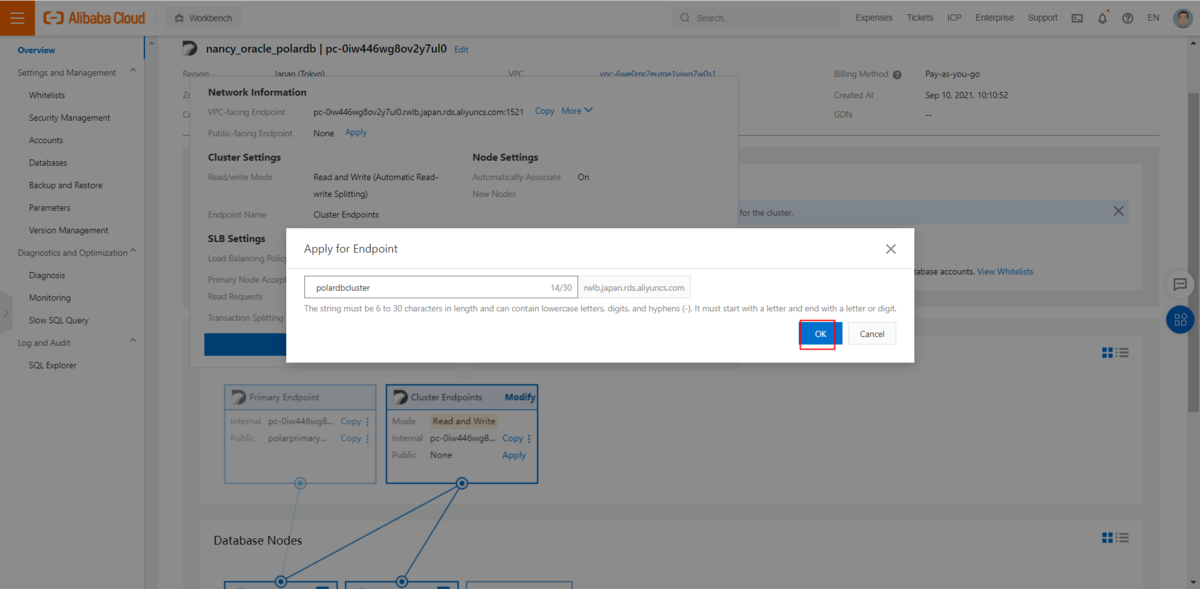 Alibaba Cloud
Workbench
Search...
Expenses Tickets ICP Enterprise Support EN
Overview
Settings and Management
Whitelists
Security Management
Accounts
Databases
Backup and Restore
Parameters
Version Management
Diagnostics and Optimization
Diagnosis
Monitoring
Slow SQL Query
Log and Audit
SQL Explorer
nancy_oracle_polardb | pc-0iw446wg8ov2y7ul0 Edit
Region Japan (Tokyo) VPC Billing Method Pay-as-you-go
Created At Sep 10, 2021, 10:10:52
GDN --
Network Information
VPC-facing Endpoint pc-0iw446wg8ov2y7ul0.rwlb.japan.rds.aliyuncs.com:1521 Copy More
Public-facing Endpoint None Apply
Cluster Settings Node Settings
Read/write Mode Read and Write (Automatic Read-write Splitting) Automatically Associate New Nodes On
Endpoint Name Cluster Endpoints
for the cluster.
SLB Settings
Load Balancing Policy
Primary Node Accep
Read Requests
Transaction Splitting
tabase accounts. View Whitelists
Apply for Endpoint
polardbcluster 14/30 rwlb.japan.rds.aliyuncs.com
The string must be 6 to 30 characters in length and can contain lowercase letters, digits, and hyphens (-). It must start with a letter and end with a letter or digit.
OK Cancel
Primary Endpoint
Internal pc-0iw446wg8... Copy
Public polarprimary... Copy
Cluster Endpoints Modify
Mode Read and Write
Internal pc-0iw446wg8... Copy
Public None Apply
Database Nodes